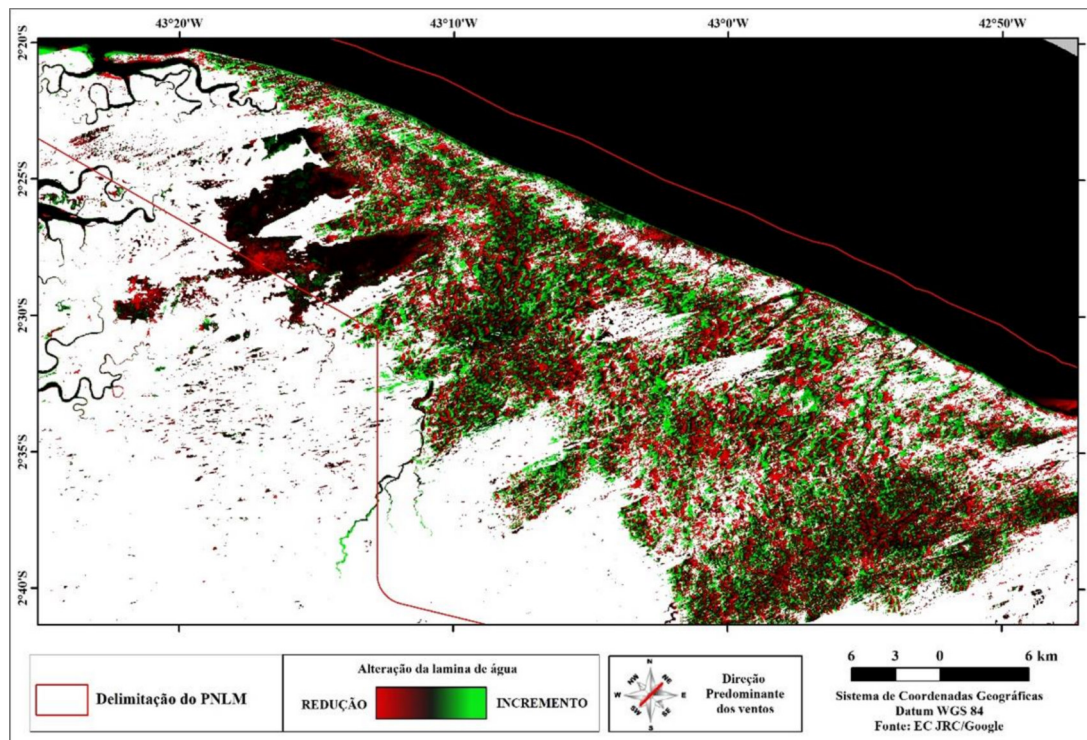 43°20'W 43°10'W 43°0'W 42°50'W
2°20'S
2°25'S
2°30'S
2°35'S
2°40'S
Delimitação do PNLM
Alteração da lamina de água
REDUÇÃO INCREMENTO
N
NW NE
W E
SW SE
S
Direção
Predominante
dos ventos
6 3 0 6 km
Sistema de Coordenadas Geográficas
Datum WGS 84
Fonte: EC JRC/Google